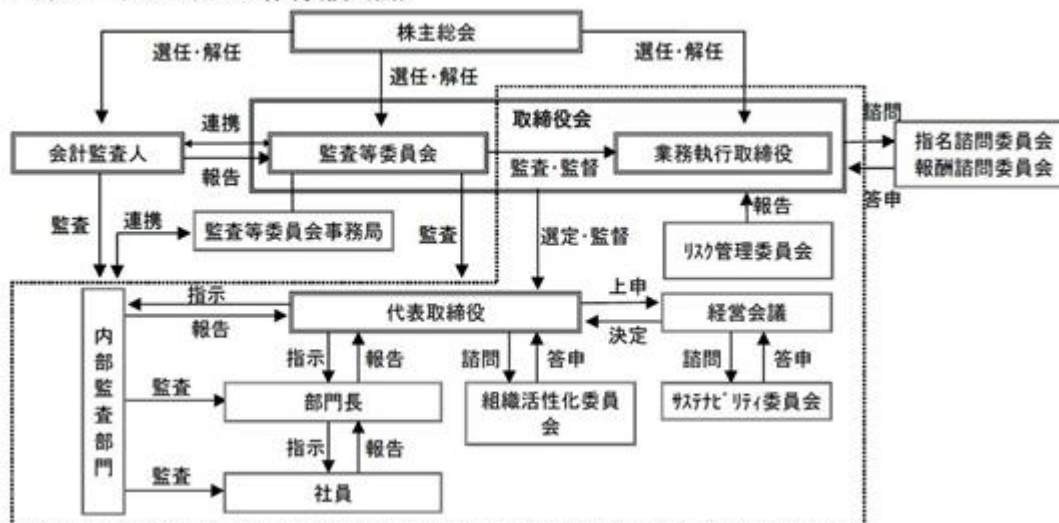 株主総会
選任・解任
選任・解任
選任・解任
取締役会
諮問
連携
会計監査人
監査等委員会
業務執行取締役
指名諮問委員会
報酬諮問委員会
監査・監督
報告
答申
報告
監査
連携
監査等委員会事務局
監査
選定・監督
リスク管理委員会
指示
代表取締役
上申
経営会議
報告
決定
内部監査部門
指示
報告
諮問
答申
諮問
答申
監査
部門長
組織活性化委員
会
サステナビリティ委員会
指示
報告
監査
社員